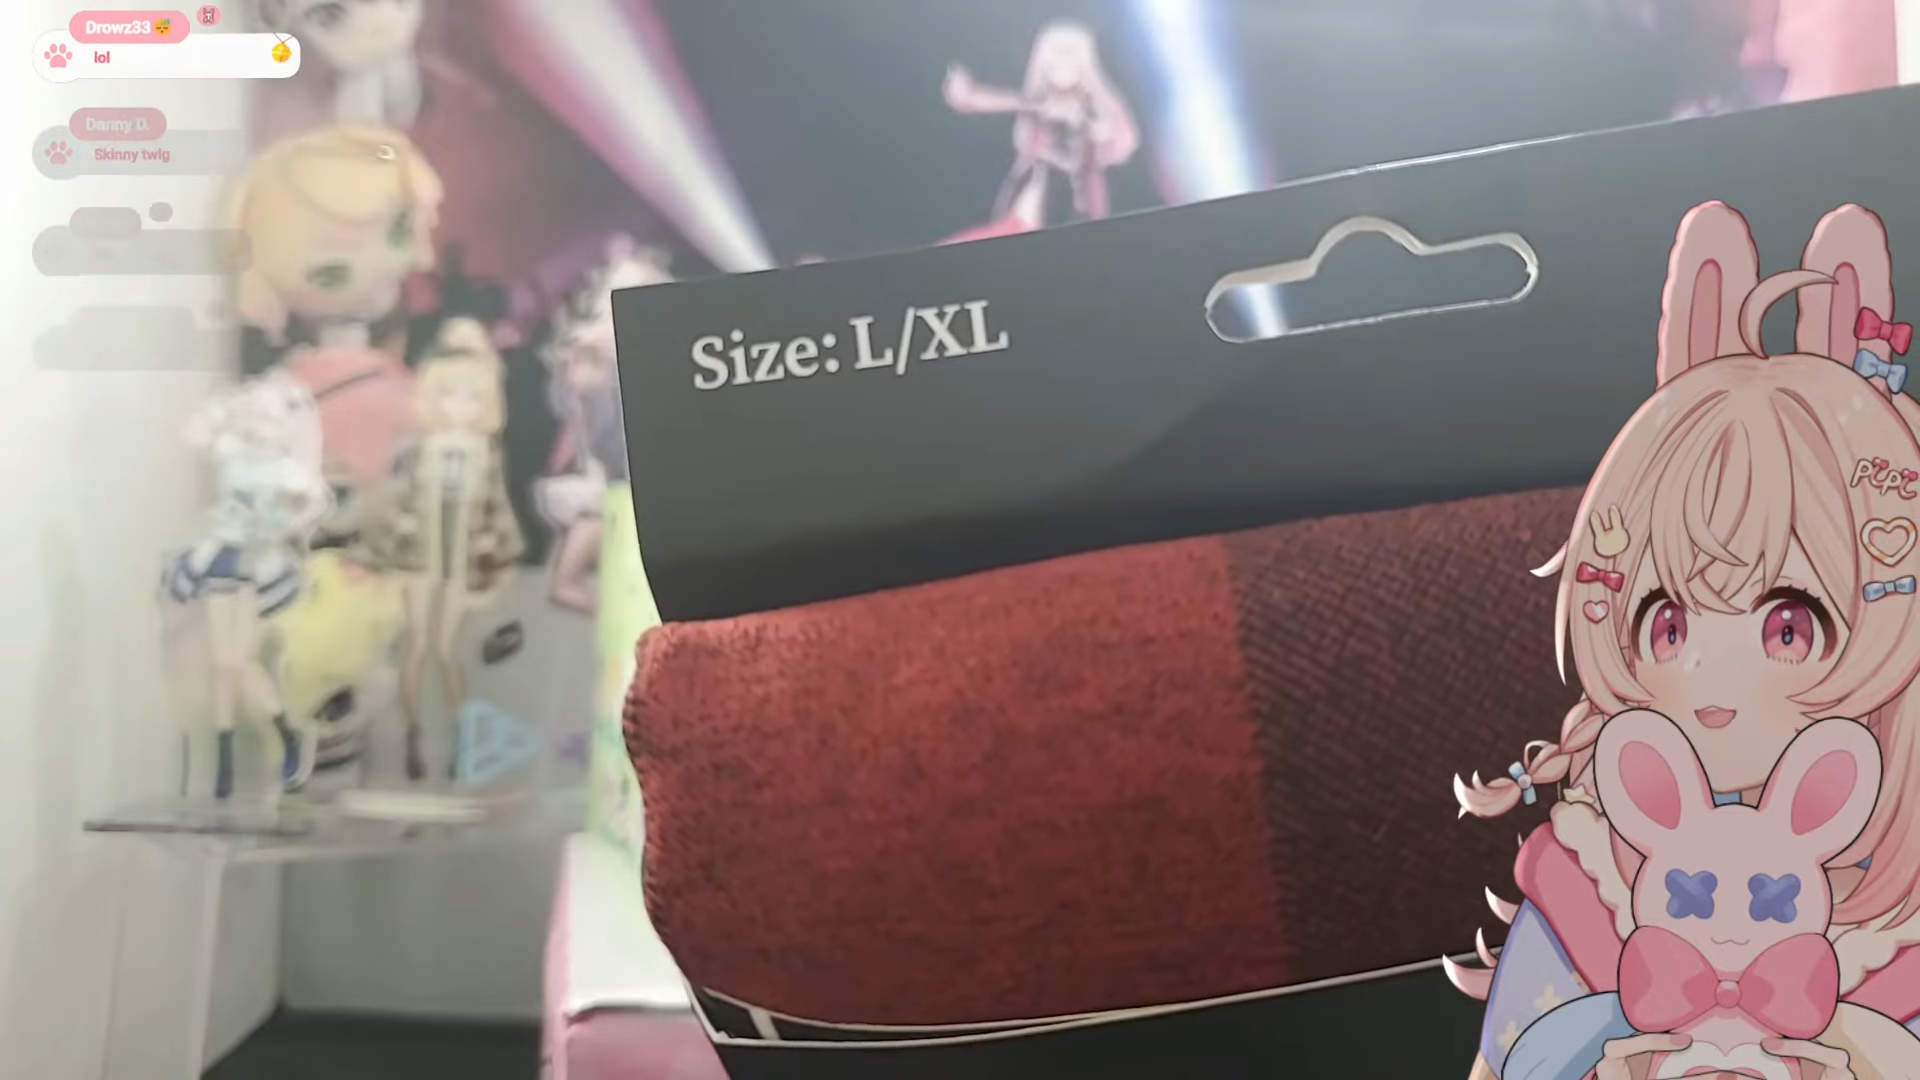 Drowz33
lol
Danny D.
Skinny twig
Size: L/XL
PiPi